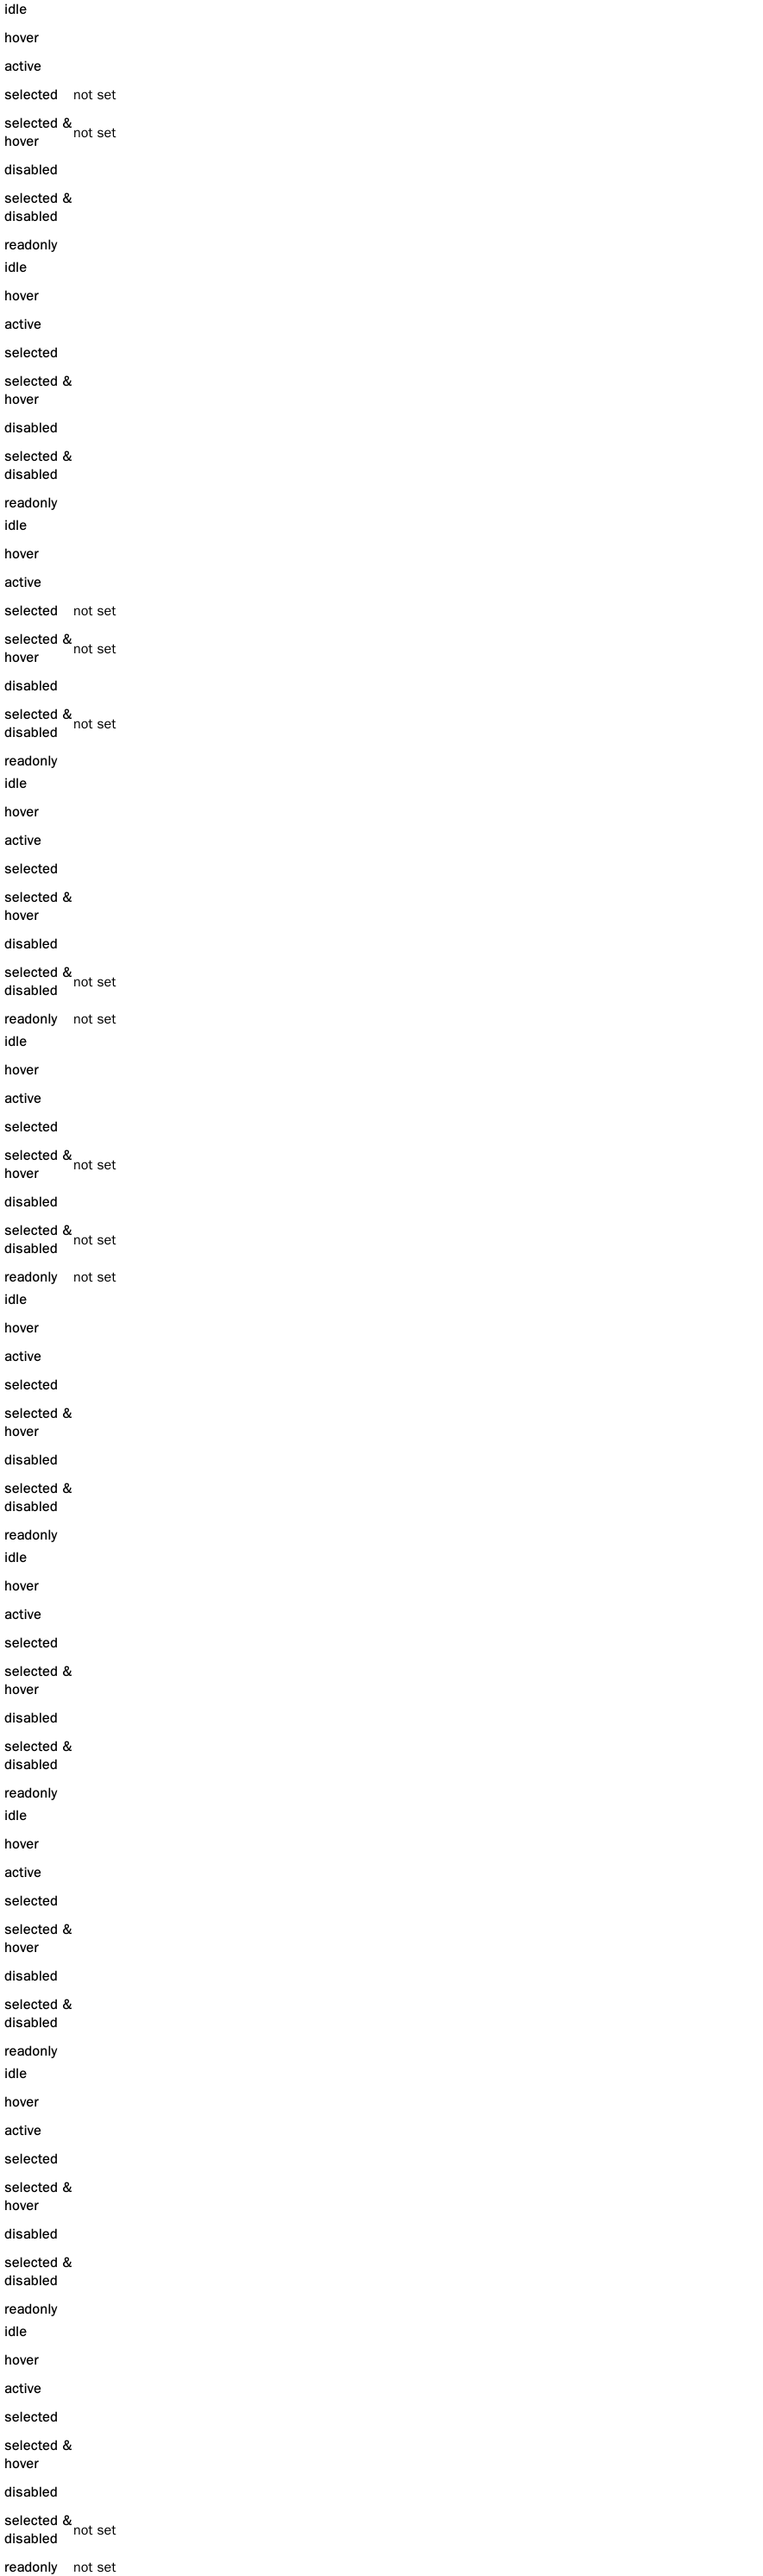 idle
hover
active
selected not set
selected &
hover not set
disabled
selected &
disabled
readonly
idle
hover
active
selected
selected &
hover
disabled
selected &
disabled
readonly
idle
hover
active
selected not set
selected &
hover not set
disabled
selected &
disabled not set
readonly
idle
hover
active
selected
selected &
hover
disabled
selected &
disabled not set
readonly not set
idle
hover
active
selected
selected &
hover not set
disabled
selected &
disabled not set
readonly not set
idle
hover
active
selected
selected &
hover
disabled
selected &
disabled
readonly
idle
hover
active
selected
selected &
hover
disabled
selected &
disabled
readonly
idle
hover
active
selected
selected &
hover
disabled
selected &
disabled
readonly
idle
hover
active
selected
selected &
hover
disabled
selected &
disabled
readonly
idle
hover
active
selected
selected &
hover
disabled
selected &
disabled not set
readonly not set